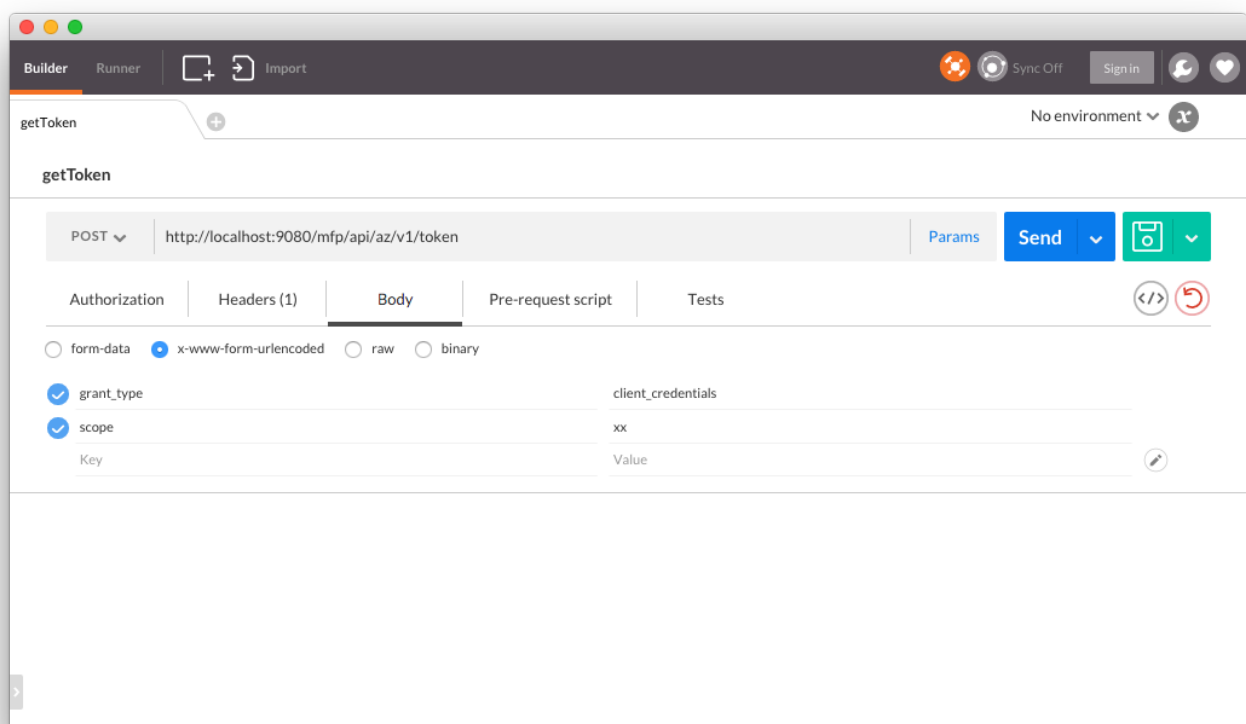 Builder Runner Import Sync Off Sign in
getToken No environment
getToken
POST http://localhost:9080/mfp/api/az/v1/token Params Send
Authorization Headers (1) Body Pre-request script Tests
form-data x-www-form-urlencoded raw binary
grant_type client_credentials
scope xx
Key Value